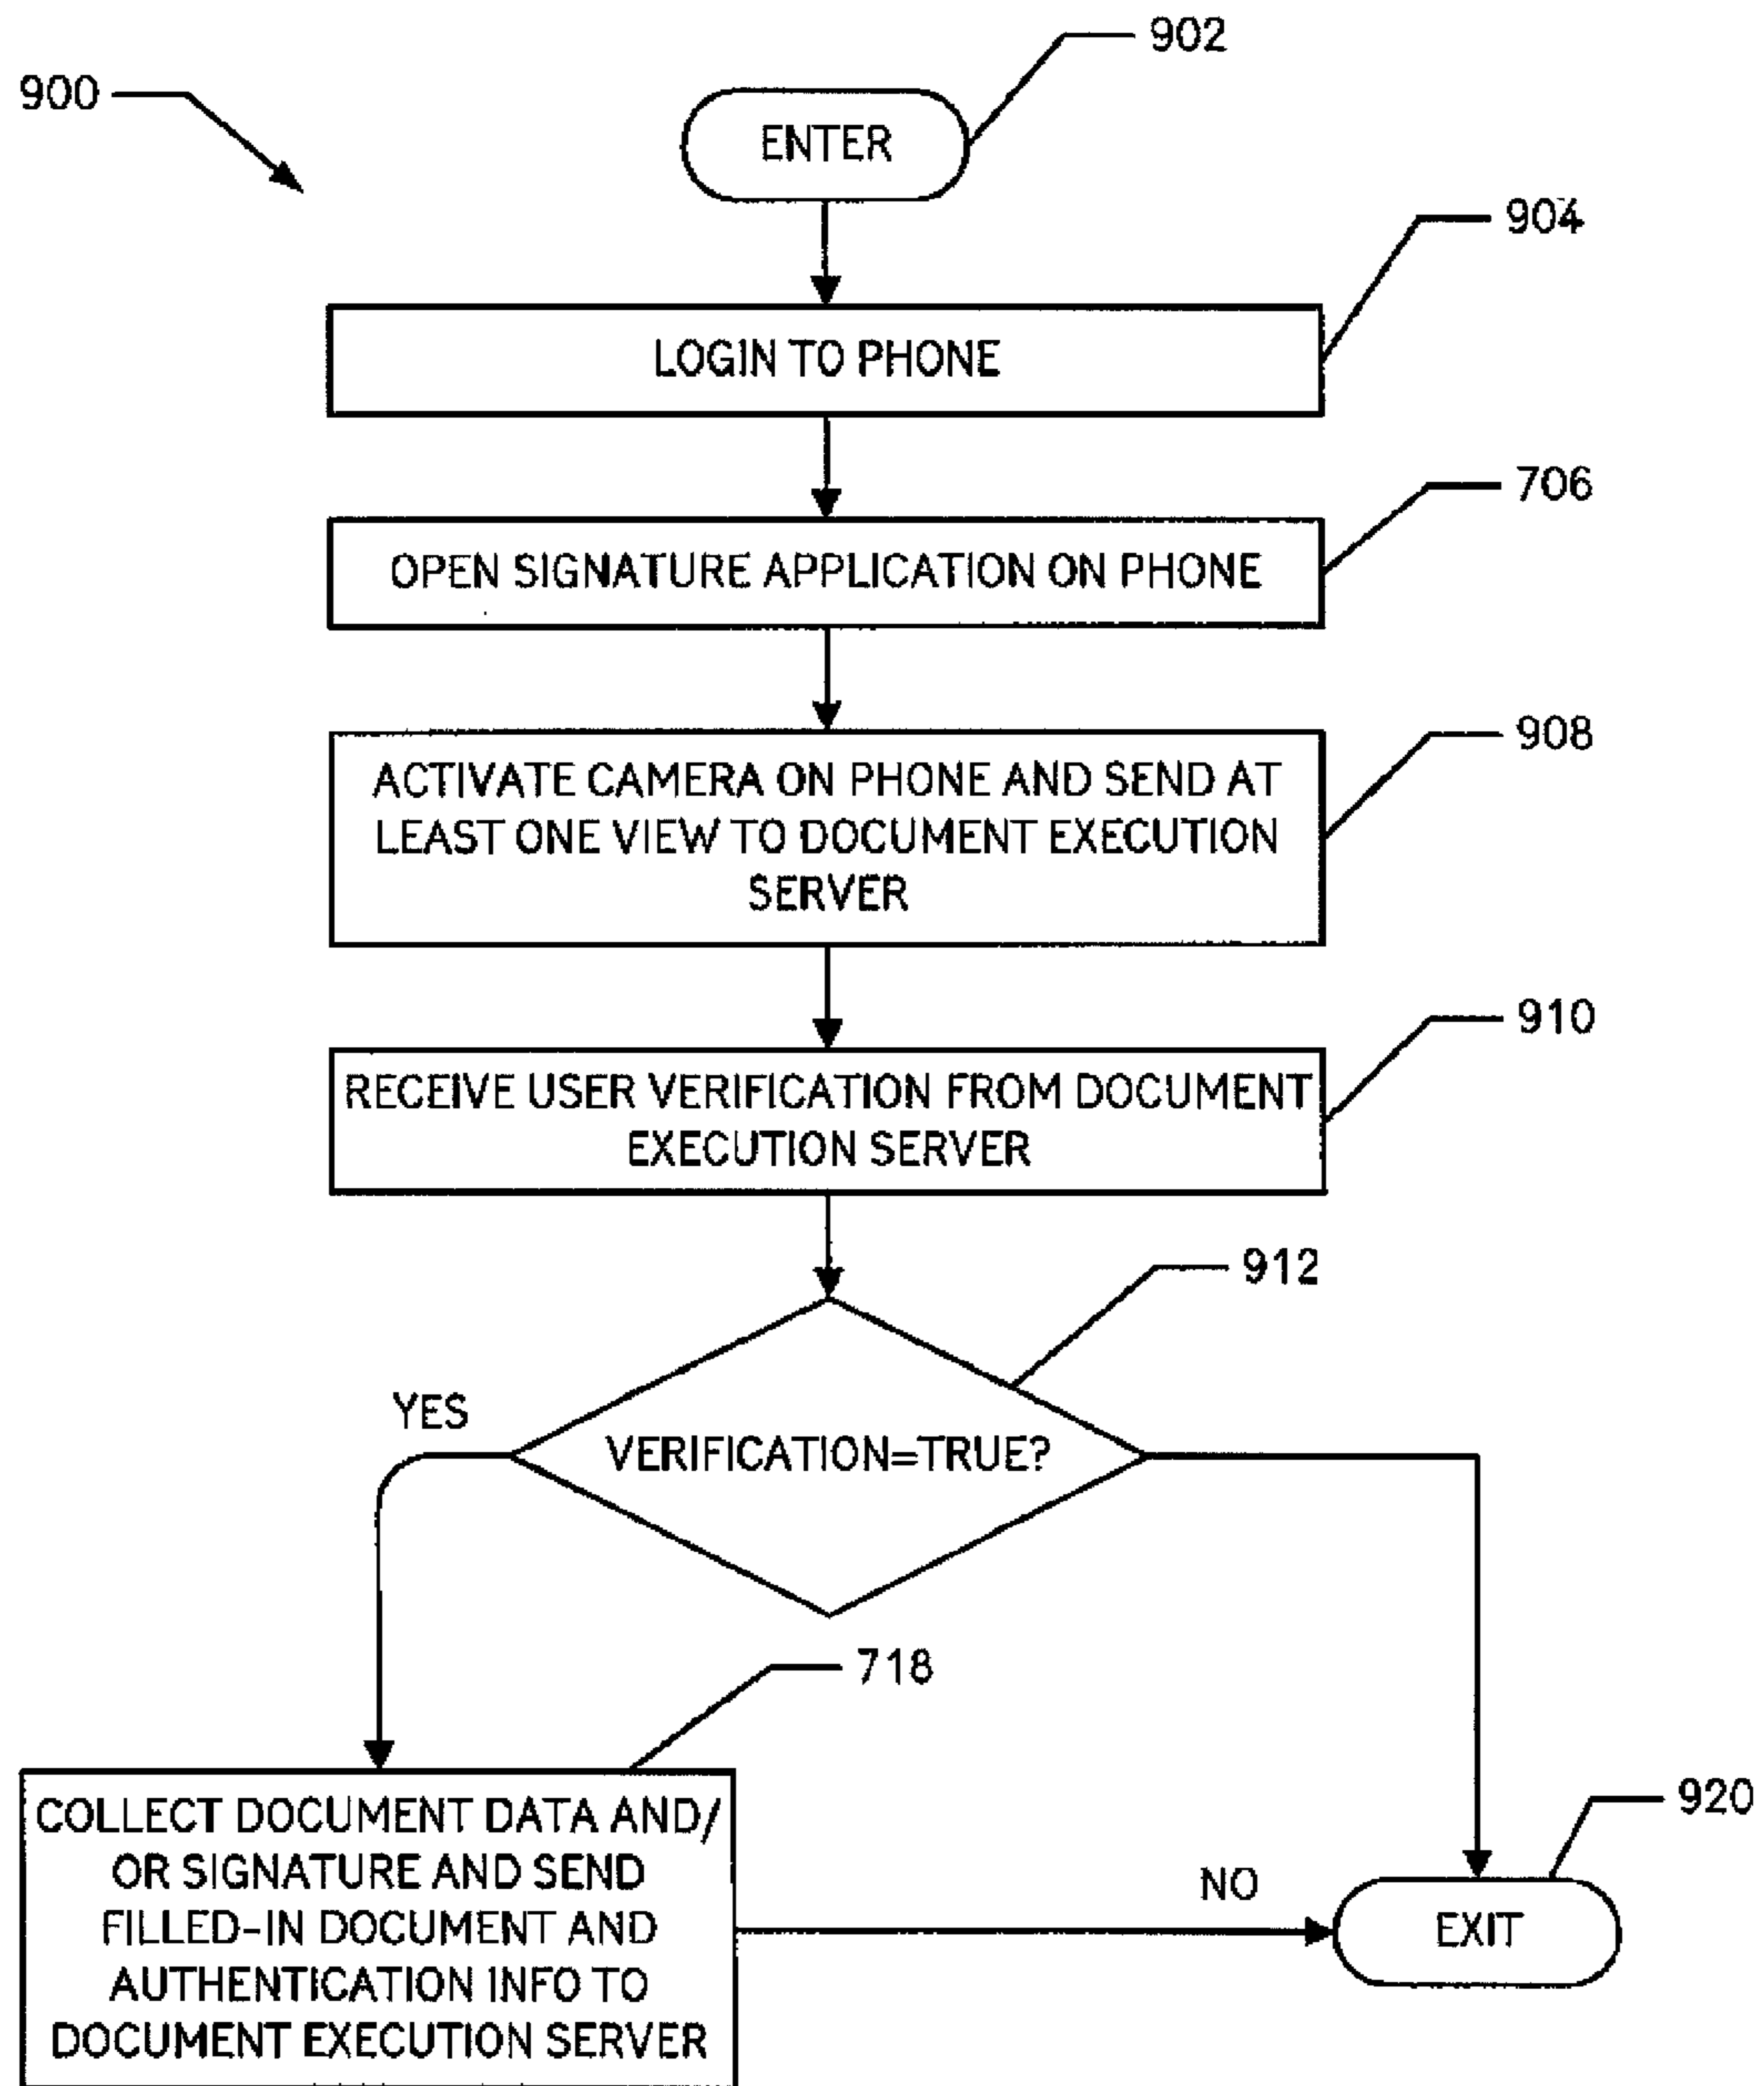 902
900
ENTER
904
LOGIN TO PHONE
706
OPEN SIGNATURE APPLICATION ON PHONE
908
ACTIVATE CAMERA ON PHONE AND SEND AT
LEAST ONE VIEW TO DOCUMENT EXECUTION
SERVER
910
RECEIVE USER VERIFICATION FROM DOCUMENT
EXECUTION SERVER
912
YES
VERIFICATION=TRUE?
718
920
COLLECT DOCUMENT DATA AND/
OR SIGNATURE AND SEND
FILLED-IN DOCUMENT AND
AUTHENTICATION INFO TO
DOCUMENT EXECUTION SERVER
NO
EXIT